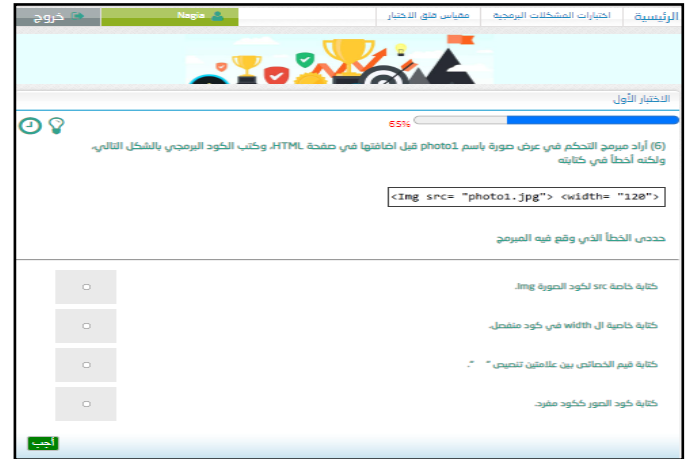 الرئيسية اختبارات المشكلات البرمجية مقياس قلق الاختبار Nagia خروج
الاختبار الأول
65%
(6) أراد مبرمج التحكم في عرض صورة باسم photo1 قبل اضافتها في صفحة HTML، وكتب الكود البرمجي بالشكل التالي،
ولكنه أخطأ في كتابته
<Img src= "photo1.jpg"> <width= "120">
حددى الخطأ الذي وقع فيه المبرمج
كتابة خاصة src لكود الصورة Img.
كتابة خاصية ال width في كود منفصل.
كتابة قيم الخصائص بين علامتين تنصيص " ".
كتابة كود الصور ككود مفرد.
أجب